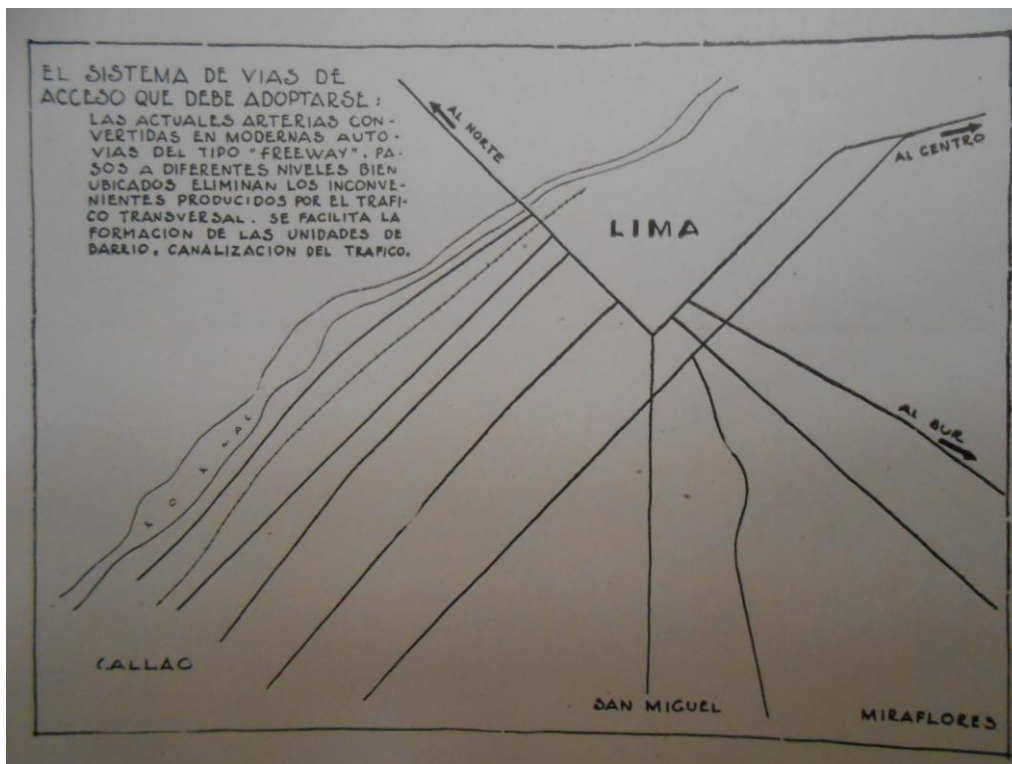 EL SISTEMA DE VIAS DE
ACCESO QUE DEBE ADOPTARSE:
LAS ACTUALES ARTERIAS CON-
VERTIDAS EN MODERNAS AUTO-
VIAS DEL TIPO "FREEWAY". PA-
SOS A DIFERENTES NIVELES BIEN
UBICADOS ELIMINAN LOS INCONVE-
NIENTES PRODUCIDOS POR EL TRAFI-
CO TRANSVERSAL. SE FACILITA LA
FORMACION DE LAS UNIDADES DE
BARRIO. CANALIZACION DEL TRAFICO.
AL NORTE
AL CENTRO
LIMA
AL SUR
CALLAO
SAN MIGUEL
MIRAFLORES